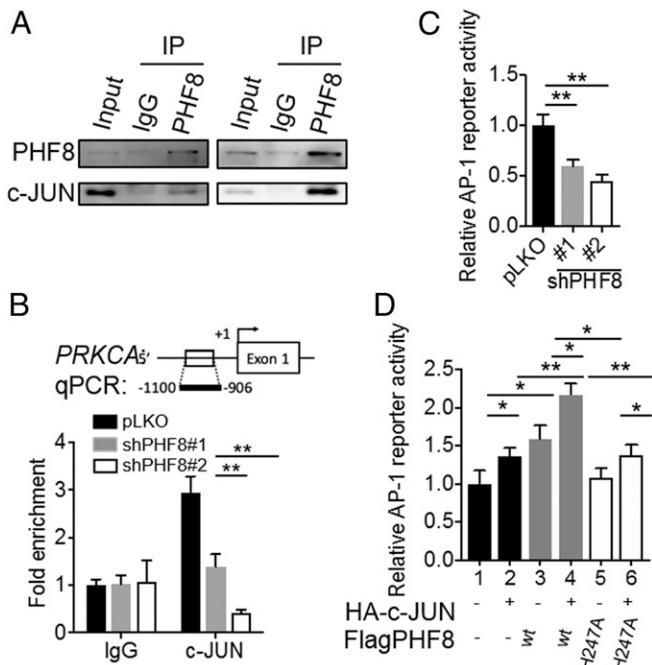 A
IP
IP
Input
IgG
PHF8
Input
IgG
PHF8
PHF8
c-JUN
B
+1
PRKCA
5'
Exon 1
qPCR:
-1100
-906
pLKO
shPHF8#1
shPHF8#2
**
**
Fold enrichment
4
3
2
1
0
IgG
c-JUN
C
Relative AP-1 reporter activity
1.5
1.0
0.5
0.0
**
**
pLKO
#1
#2
shPHF8
D
Relative AP-1 reporter activity
2.5
2.0
1.5
1.0
0.5
0.0
*
*
* ** **
* *
1 2 3 4 5 6
HA-c-JUN - + - + - +
FlagPHF8 - - wt wt H247A H247A